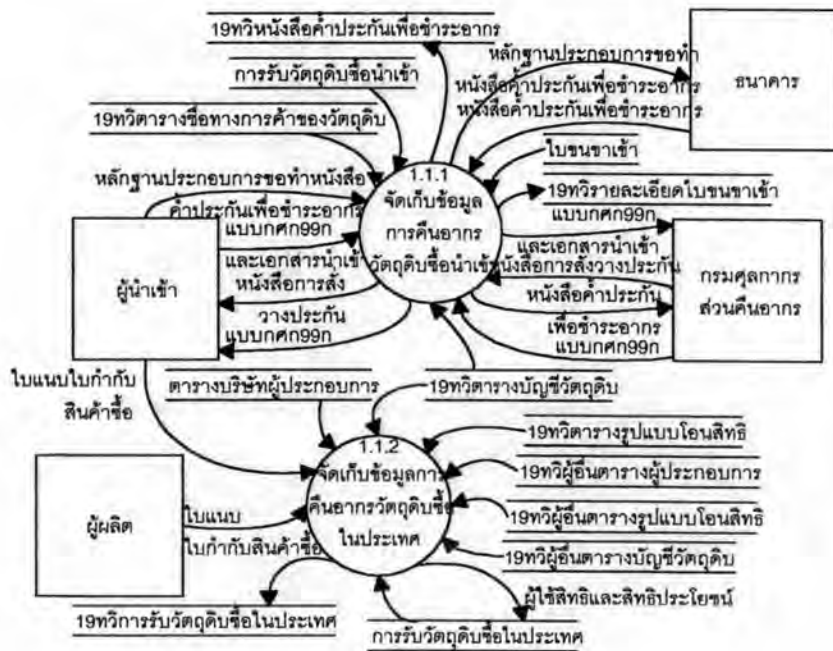 19ทวิหนังสือค้ำประกันเพื่อชำระอากร
หลักฐานประกอบการขอทำ
ธนาคาร
การรับวัตถุดิบซื้อนำเข้า
หนังสือค้ำประกันเพื่อชำระอากร
หนังสือค้ำประกันเพื่อชำระอากร
19ทวิตารางชื่อทางการค้าของวัตถุดิบ
ใบขนขาเข้า
1.1.1
จัดเก็บข้อมูล
การคืนอากร
วัตถุดิบซื้อนำเข้า
หลักฐานประกอบการขอทำหนังสือ
ค้ำประกันเพื่อชำระอากร
แบบกศก99ก
และเอกสารนำเข้า
หนังสือการสั่ง
วางประกัน
แบบกศก99ก
ผู้นำเข้า
19ทวิรายละเอียดใบขนขาเข้า
แบบกศก99ก
และเอกสารนำเข้า
หนังสือการสั่งวางประกัน
หนังสือค้ำประกัน
เพื่อชำระอากร
แบบกศก99ก
กรมศุลกากร
ส่วนคืนอากร
ใบแนบใบกำกับ
สินค้าซื้อ
ตารางบริษัทผู้ประกอบการ
19ทวิตารางบัญชีวัตถุดิบ
1.1.2
จัดเก็บข้อมูลการ
คืนอากรวัตถุดิบซื้อ
ในประเทศ
19ทวิตารางรูปแบบโอนสิทธิ
19ทวิผู้อื่นตารางผู้ประกอบการ
19ทวิผู้อื่นตารางรูปแบบโอนสิทธิ
19ทวิผู้อื่นตารางบัญชีวัตถุดิบ
ผู้ผลิต
ใบแนบ
ใบกำกับสินค้าซื้อ
ผู้ใช้สิทธิและสิทธิประโยชน์
19ทวิการรับวัตถุดิบซื้อในประเทศ
การรับวัตถุดิบซื้อในประเทศ